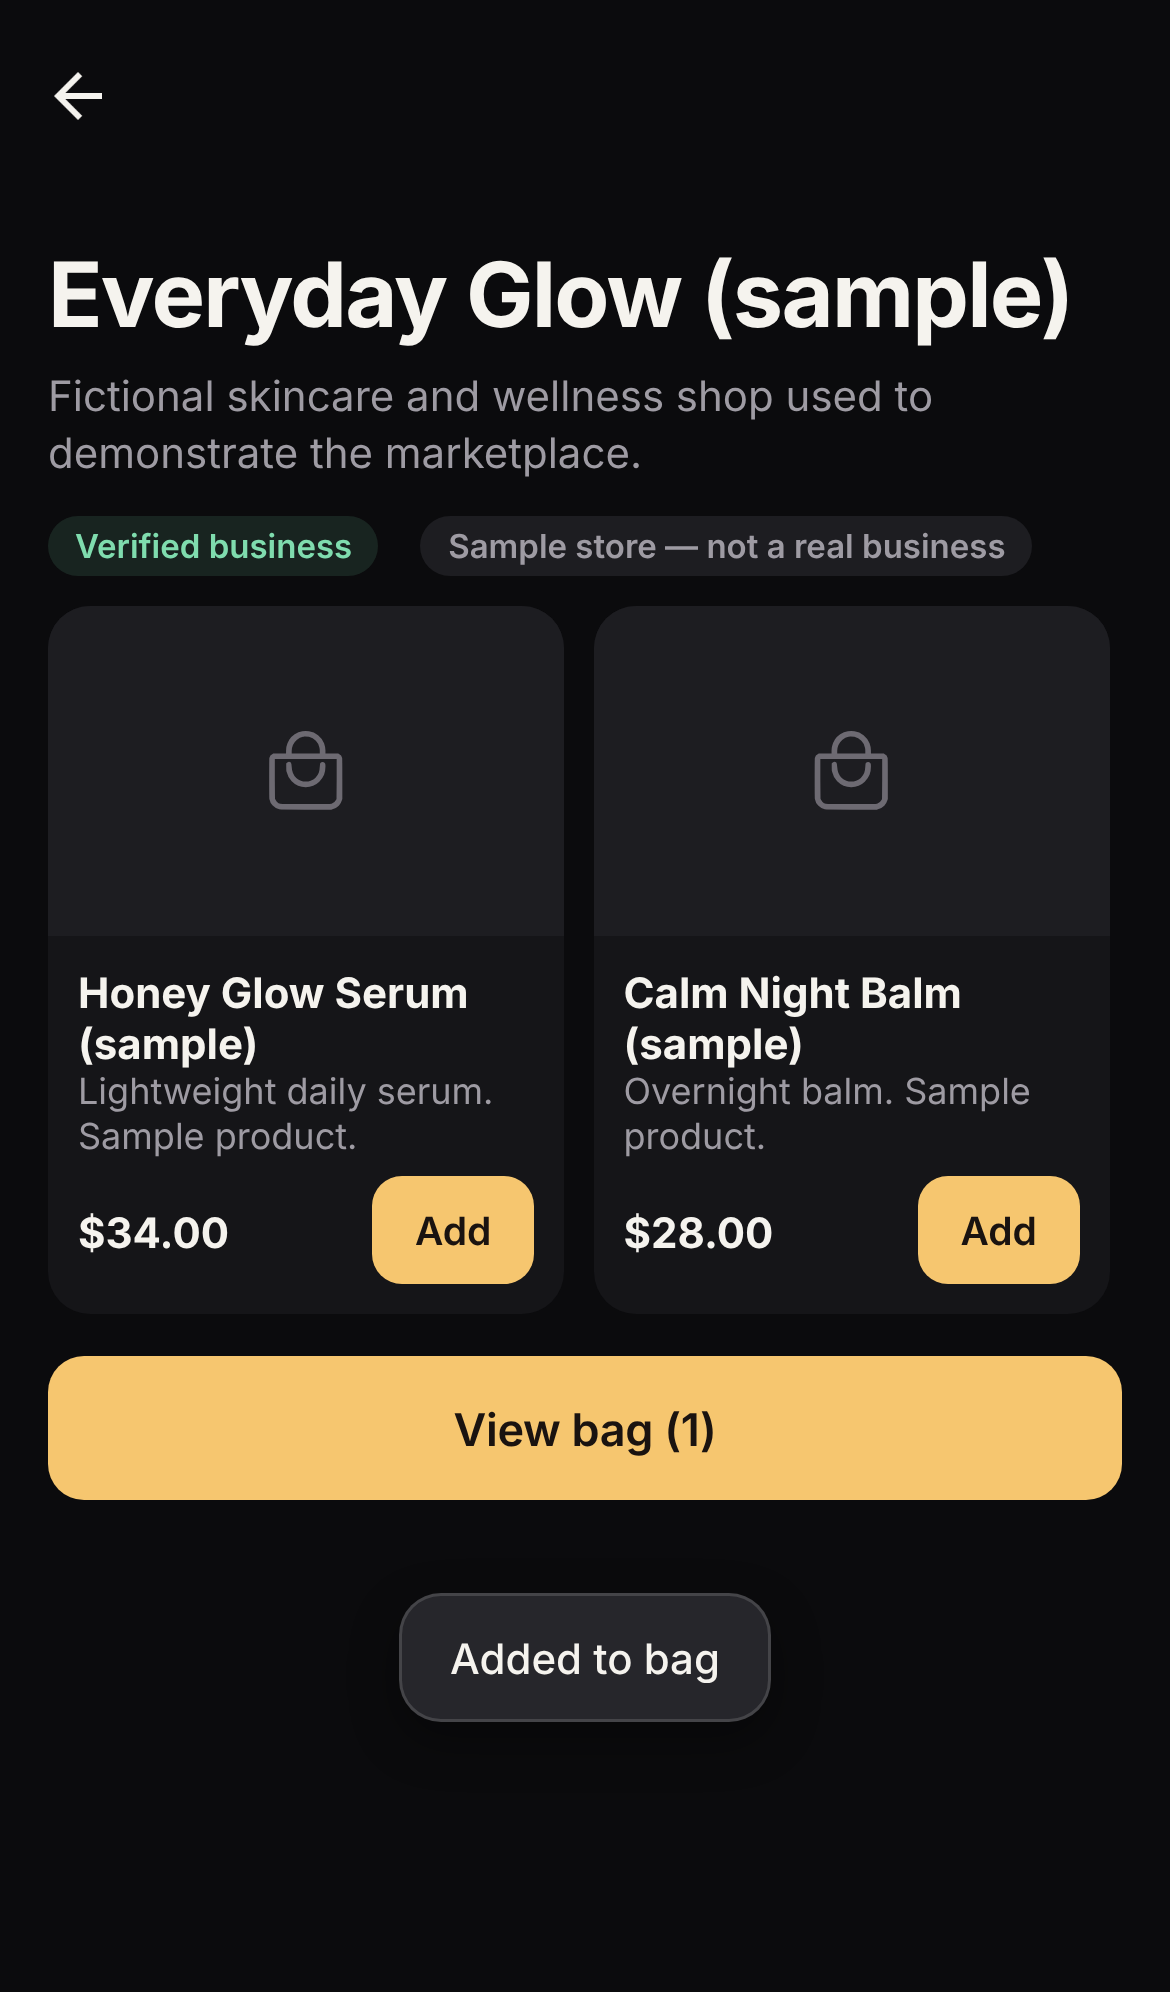 Everyday Glow (sample)
Fictional skincare and wellness shop used to
demonstrate the marketplace.
Verified business
Sample store — not a real business
Honey Glow Serum
(sample)
Lightweight daily serum.
Sample product.
$34.00
Add
Calm Night Balm
(sample)
Overnight balm. Sample
product.
$28.00
Add
View bag (1)
Added to bag